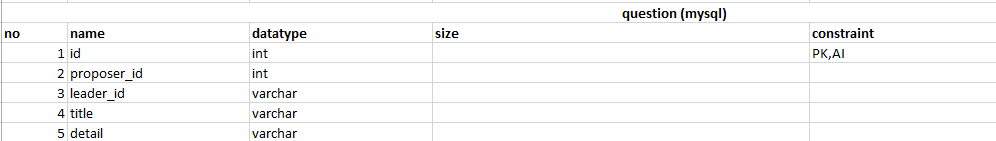 question (mysql)
no name datatype size constraint
1 id int PK,AI
2 proposer_id int
3 leader_id varchar
4 title varchar
5 detail varchar